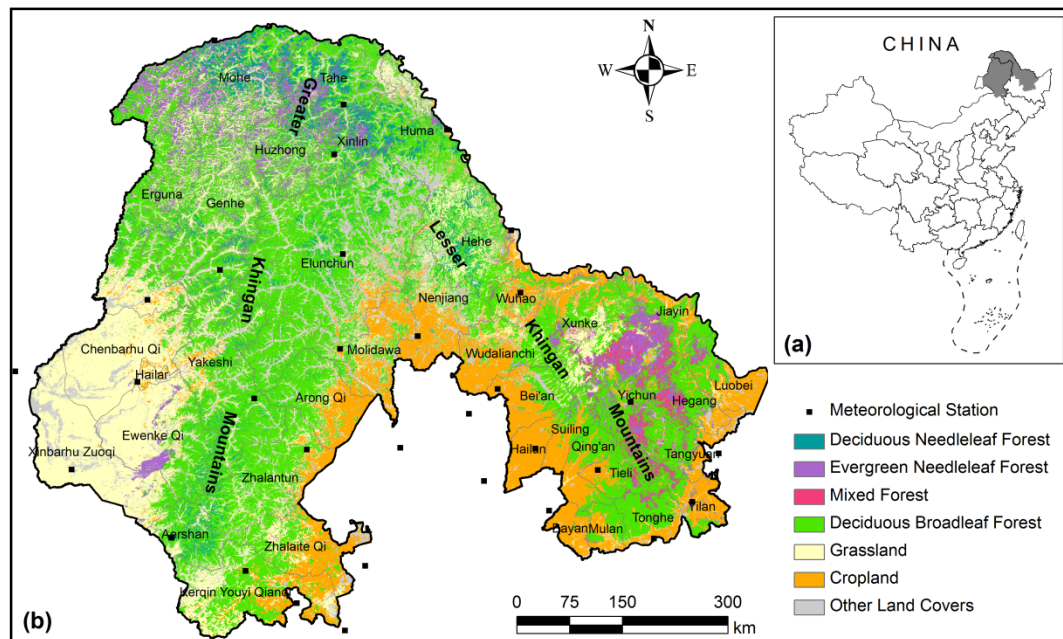 N
W E
S
CHINA
(a)
Mohe
Tahe
Greater
Xinlin
Huma
Huzhong
Erguna
Genhe
Lesser
Hehe
Khingan
Elunchun
Nenjiang
Wuhao
Jiayin
Xunke
Chenbarhu Qi
Yakeshi
Molidawa
Wudalianchi
Khingan
Hailar
Luobei
Arong Qi
Bei'an
Yichun
Hegang
Ewenke Qi
Mountains
Suiling
Mountains
Xinbarhu Zuoqi
Hailun
Qing'an
Tangyuan
Zhalantun
Tieli
Yilan
Tonghe
Aershan
Bayan
Mulan
Zhalaite Qi
Kerqin Youyi Qianqi
(b)
0 75 150 300
km
Meteorological Station
Deciduous Needleleaf Forest
Evergreen Needleleaf Forest
Mixed Forest
Deciduous Broadleaf Forest
Grassland
Cropland
Other Land Covers